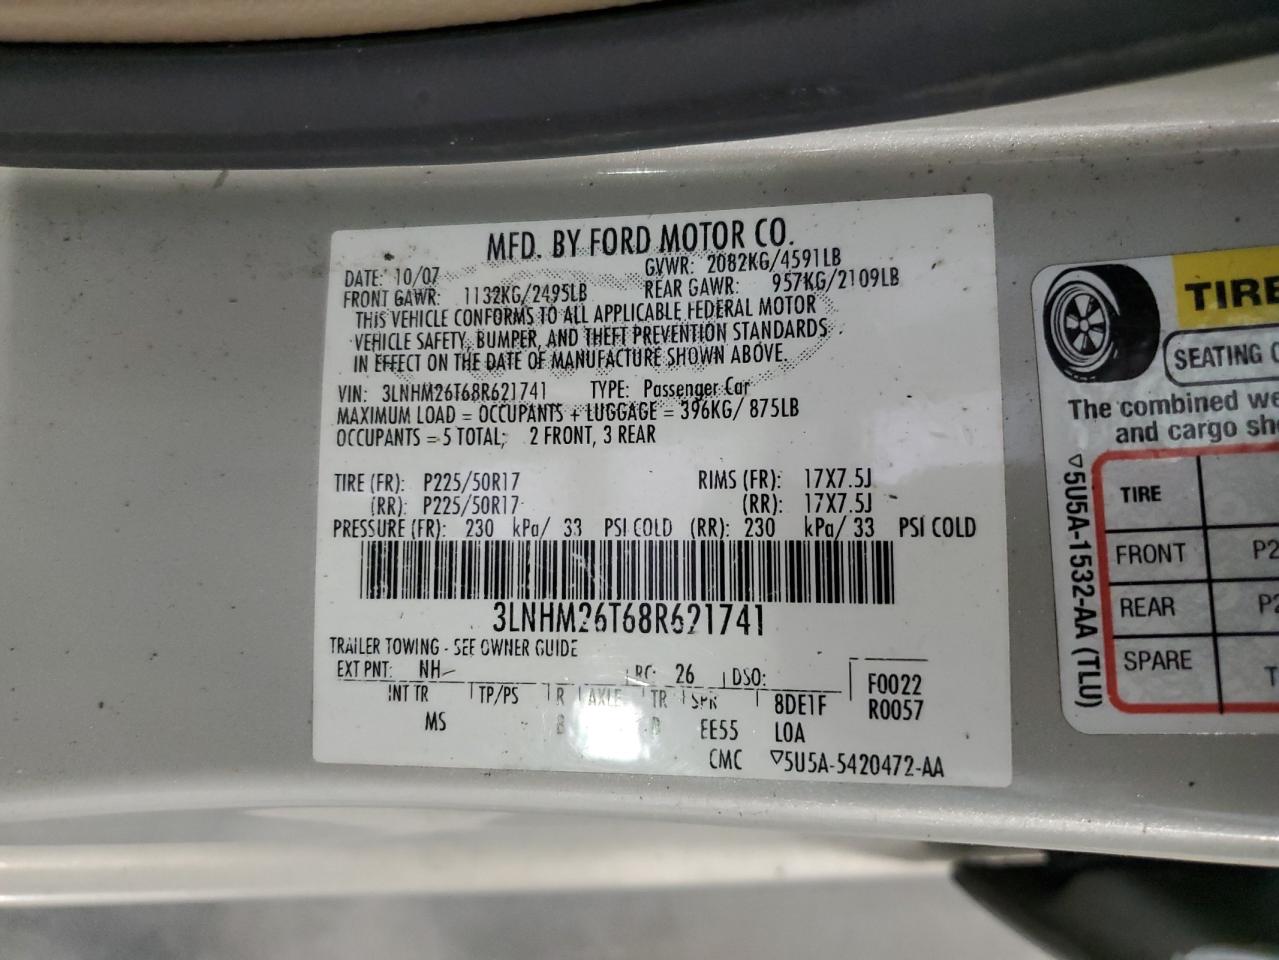 MFD. BY FORD MOTOR CO.
DATE: 10/07 GVWR: 2082KG/4591LB
FRONT GAWR: 1132KG/2495LB REAR GAWR: 957KG/2109LB
THIS VEHICLE CONFORMS TO ALL APPLICABLE FEDERAL MOTOR
VEHICLE SAFETY, BUMPER, AND THEFT PREVENTION STANDARDS
IN EFFECT ON THE DATE OF MANUFACTURE SHOWN ABOVE.
VIN: 3LNHM26T68R621741 TYPE: Passenger Car
MAXIMUM LOAD = OCCUPANTS + LUGGAGE = 396KG/ 875LB
OCCUPANTS = 5 TOTAL; 2 FRONT, 3 REAR
TIRE (FR): P225/50R17 RIMS (FR): 17X7.5J
(RR): P225/50R17 (RR): 17X7.5J
PRESSURE (FR): 230 kPa/ 33 PSI COLD (RR): 230 kPa/ 33 PSI COLD
3LNHM26T68R621741
TRAILER TOWING - SEE OWNER GUIDE
EXT PNT: NH RC: 26 DSO: F0022
INT TR TP/PS R AXLE TR SPR 8DE1F R0057
MS B EE55 LOA
CMC ▽5U5A-5420472-AA
TIRE
SEATING
The combined
and cargo
TIRE
FRONT P2
REAR P2
SPARE T
▽5U5A-1532-AA (TLU)